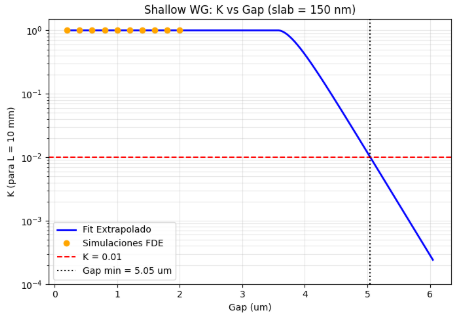 Shallow WG: K vs Gap (slab = 150 nm)
10⁰
10⁻¹
10⁻²
10⁻³
10⁻⁴
K (para L = 10 mm)
Fit Extrapolado
Simulaciones FDE
K = 0.01
Gap min = 5.05 um
0 1 2 3 4 5 6
Gap (um)